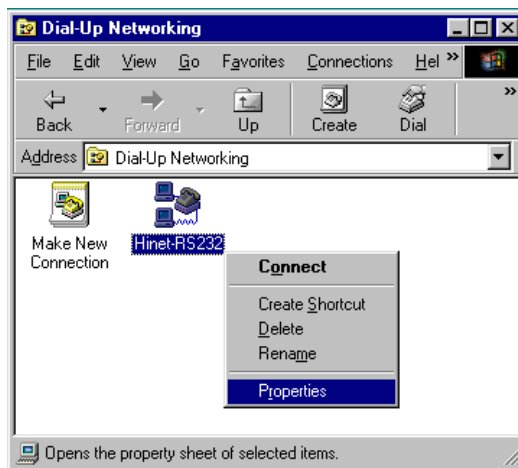 Dial-Up Networking
File Edit View Go Favorites Connections Hel »
Back Forward Up Create Dial »
Address Dial-Up Networking
Make New Connection
Hinet-RS232
Connect
Create Shortcut
Delete
Rename
Properties
Opens the property sheet of selected items.